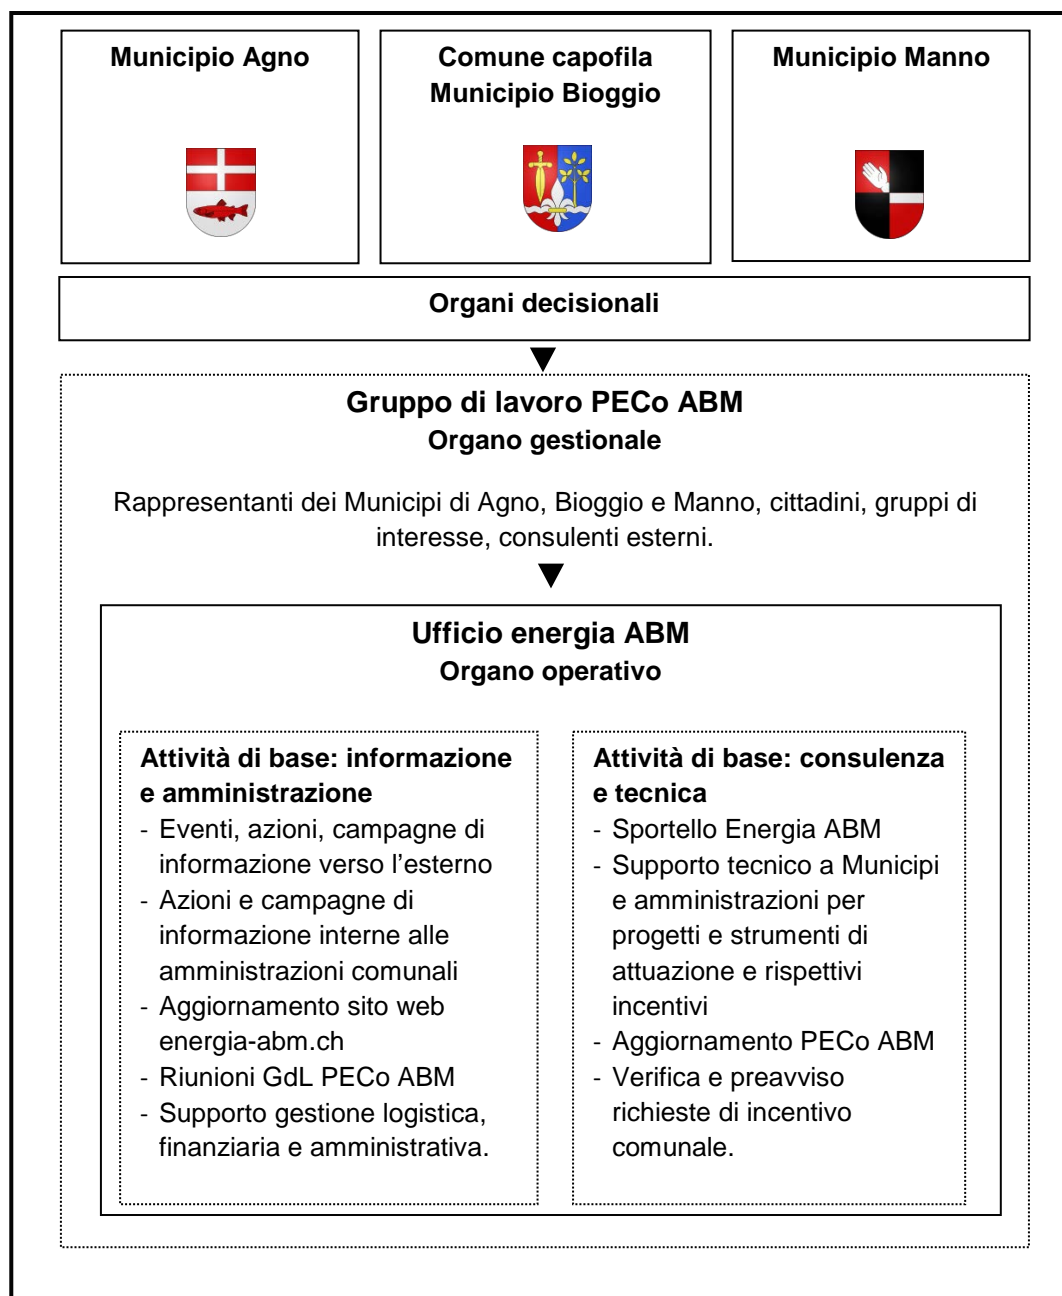 Municipio Agno
Comune capofila
Municipio Bioggio
Municipio Manno
Organi decisionali
Gruppo di lavoro PECo ABM
Organo gestionale
Rappresentanti dei Municipi di Agno, Bioggio e Manno, cittadini, gruppi di
interesse, consulenti esterni.
Ufficio energia ABM
Organo operativo
Attività di base: informazione
e amministrazione
- Eventi, azioni, campagne di
informazione verso l’esterno
- Azioni e campagne di
informazione interne alle
amministrazioni comunali
- Aggiornamento sito web
energia-abm.ch
- Riunioni GdL PECo ABM
- Supporto gestione logistica,
finanziaria e amministrativa.
Attività di base: consulenza
e tecnica
- Sportello Energia ABM
- Supporto tecnico a Municipi
e amministrazioni per
progetti e strumenti di
attuazione e rispettivi
incentivi
- Aggiornamento PECo ABM
- Verifica e preavviso
richieste di incentivo
comunale.